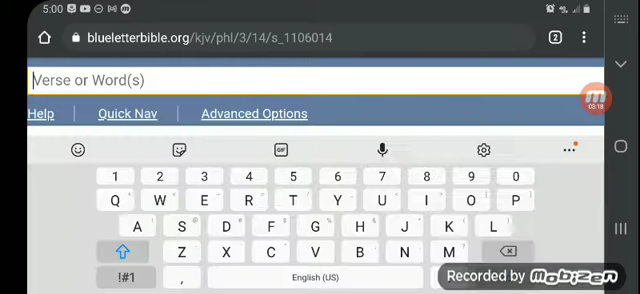 5:00
blueletterbible.org/kjv/phl/3/14/s_1106014
2
Verse or Word(s)
03:18
Help Quick Nav Advanced Options
GIF
1 2 3 4 5 6 7 8 9 0
Q W E R T Y U I O P
A S D F G H J K L
Z X C V B N M
!#1 , English (US)
Recorded by Mobizen